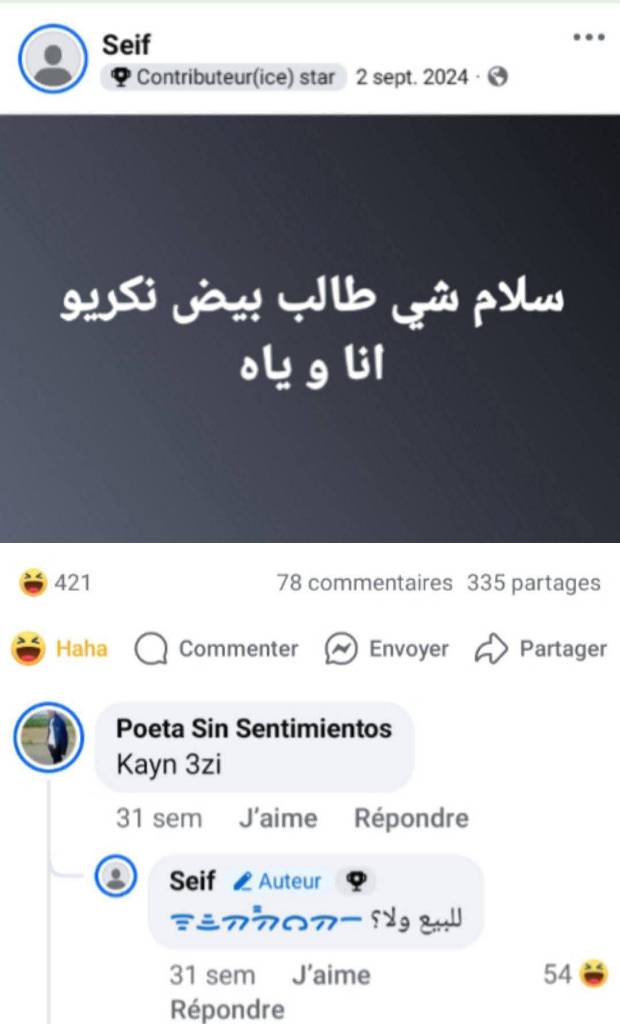 Seif
Contributeur(ice) star 2 sept. 2024 ·
سلام شي طالب بيض نكريو
انا و ياه
421 78 commentaires 335 partages
Haha Commenter Envoyer Partager
Poeta Sin Sentimientos
Kayn 3zi
31 sem J'aime Répondre
Seif Auteur
للبيع ولا؟
31 sem J'aime 54
Répondre